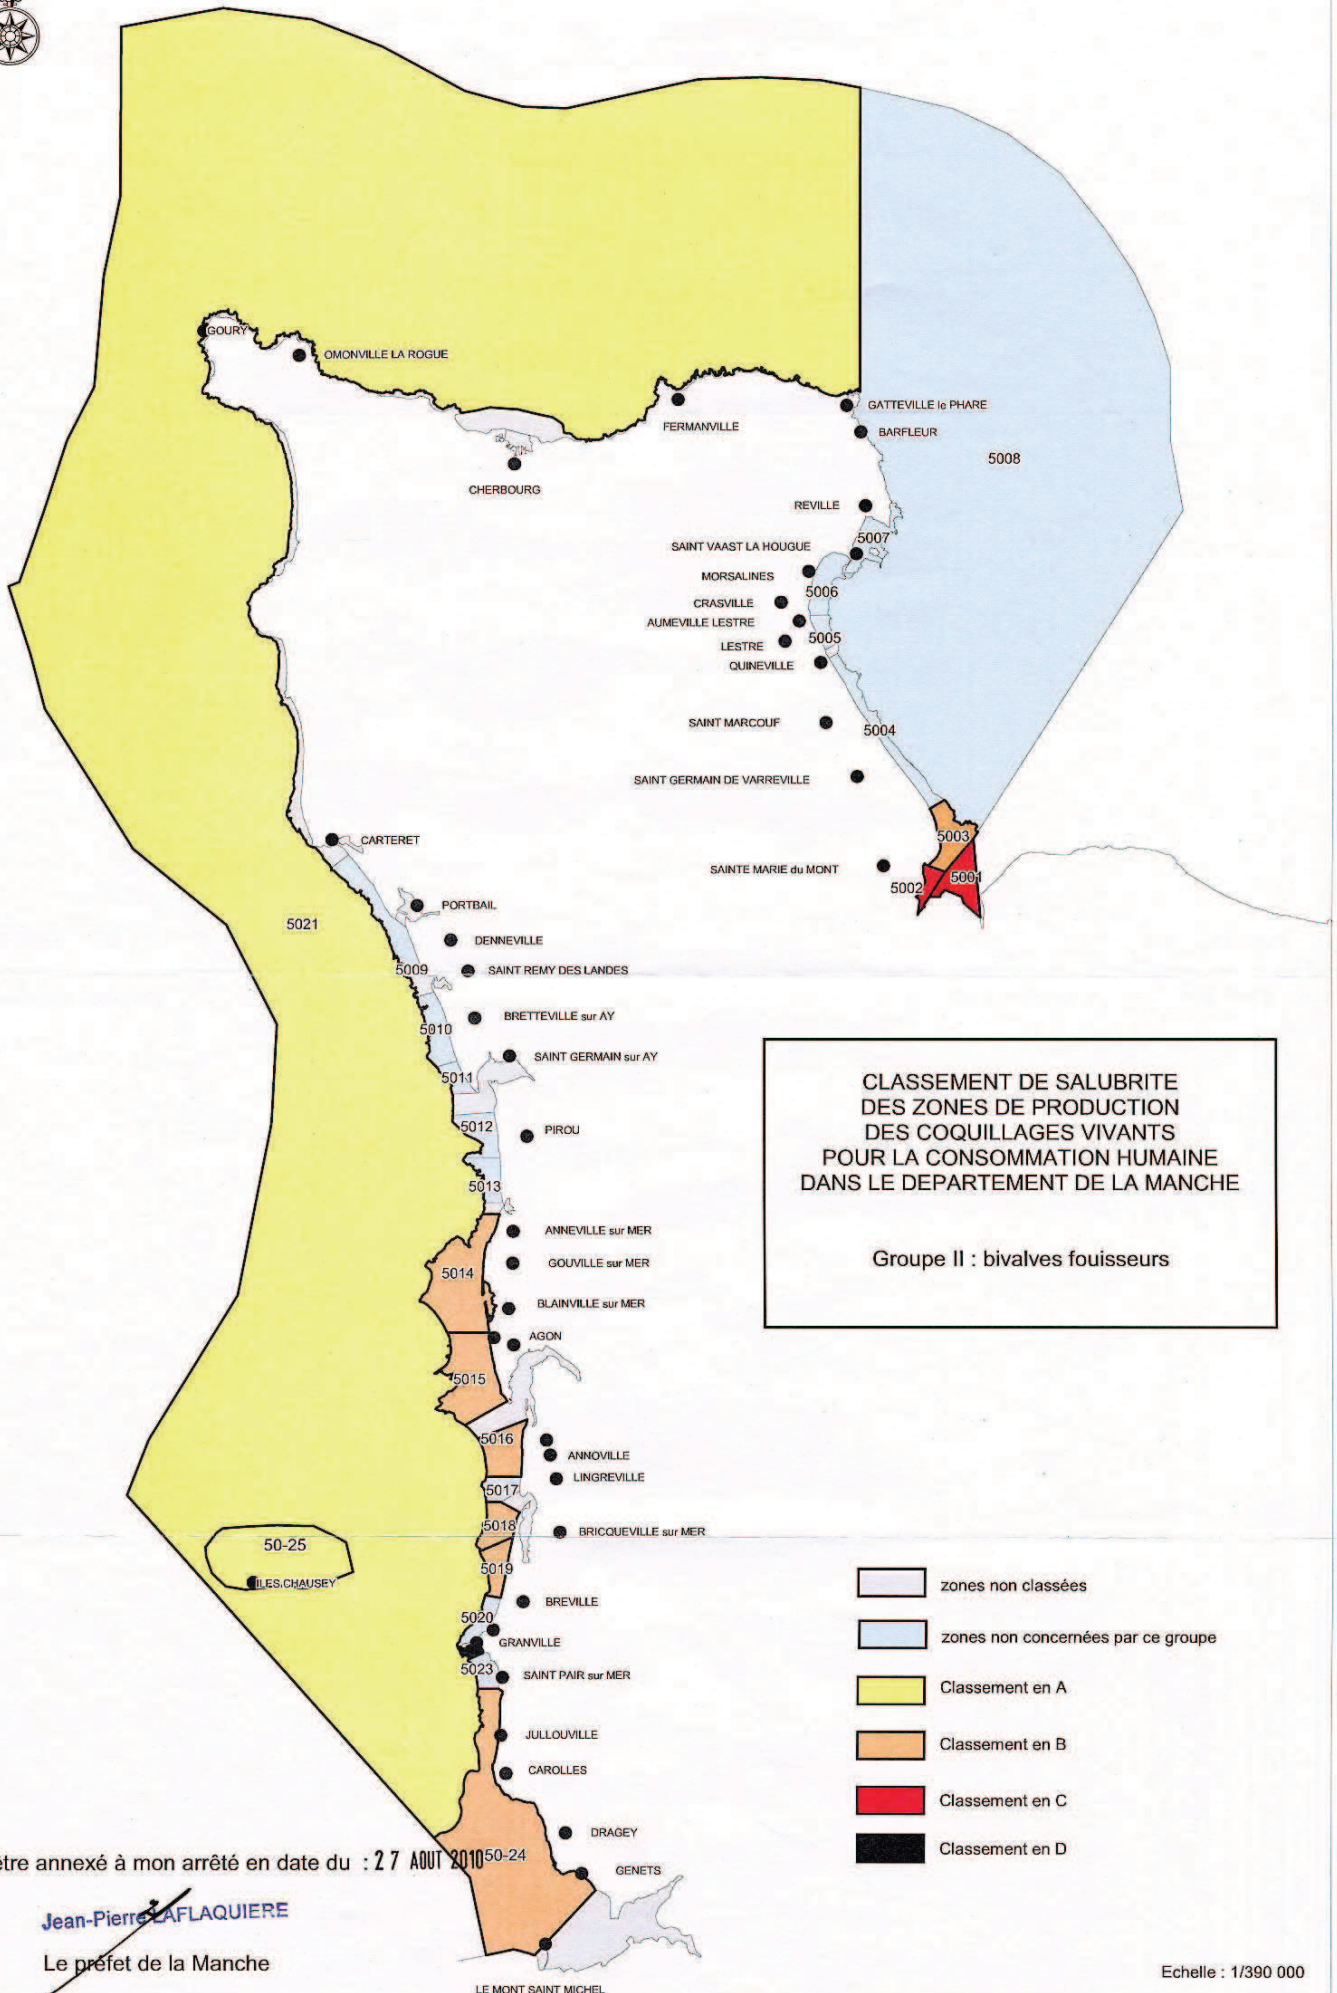 GOURY
OMONVILLE LA ROGUE
FERMANVILLE
GATTEVILLE le PHARE
BARFLEUR
5008
CHERBOURG
REVILLE
5007
SAINT VAAST LA HOUGUE
MORSALINES
5006
CRASVILLE
AUMEVILLE LESTRE
5005
LESTRE
QUINEVILLE
SAINT MARCOUF
5004
SAINT GERMAIN DE VARREVILLE
5003
CARTERET
SAINTE MARIE du MONT
5002
5001
PORTBAIL
5021
DENNEVILLE
5009
SAINT REMY DES LANDES
BRETTEVILLE sur AY
5010
SAINT GERMAIN sur AY
5011
5012
PIROU
5013
CLASSEMENT DE SALUBRITE
DES ZONES DE PRODUCTION
DES COQUILLAGES VIVANTS
POUR LA CONSOMMATION HUMAINE
DANS LE DEPARTEMENT DE LA MANCHE
Groupe II : bivalves fouisseurs
ANNEVILLE sur MER
GOUVILLE sur MER
5014
BLAINVILLE sur MER
AGON
5015
5016
ANNOVILLE
LINGREVILLE
5017
5018
BRICQUEVILLE sur MER
50-25
ILES CHAUSEY
5019
BREVILLE
5020
GRANVILLE
5023
SAINT PAIR sur MER
JULLOUVILLE
CAROLLES
DRAGEY
50-24
GENETS
LE MONT SAINT MICHEL
zones non classées
zones non concernées par ce groupe
Classement en A
Classement en B
Classement en C
Classement en D
être annexé à mon arrêté en date du : 27 AOUT 2010
Jean-Pierre LAFLAQUIERE
Le préfet de la Manche
Echelle : 1/390 000